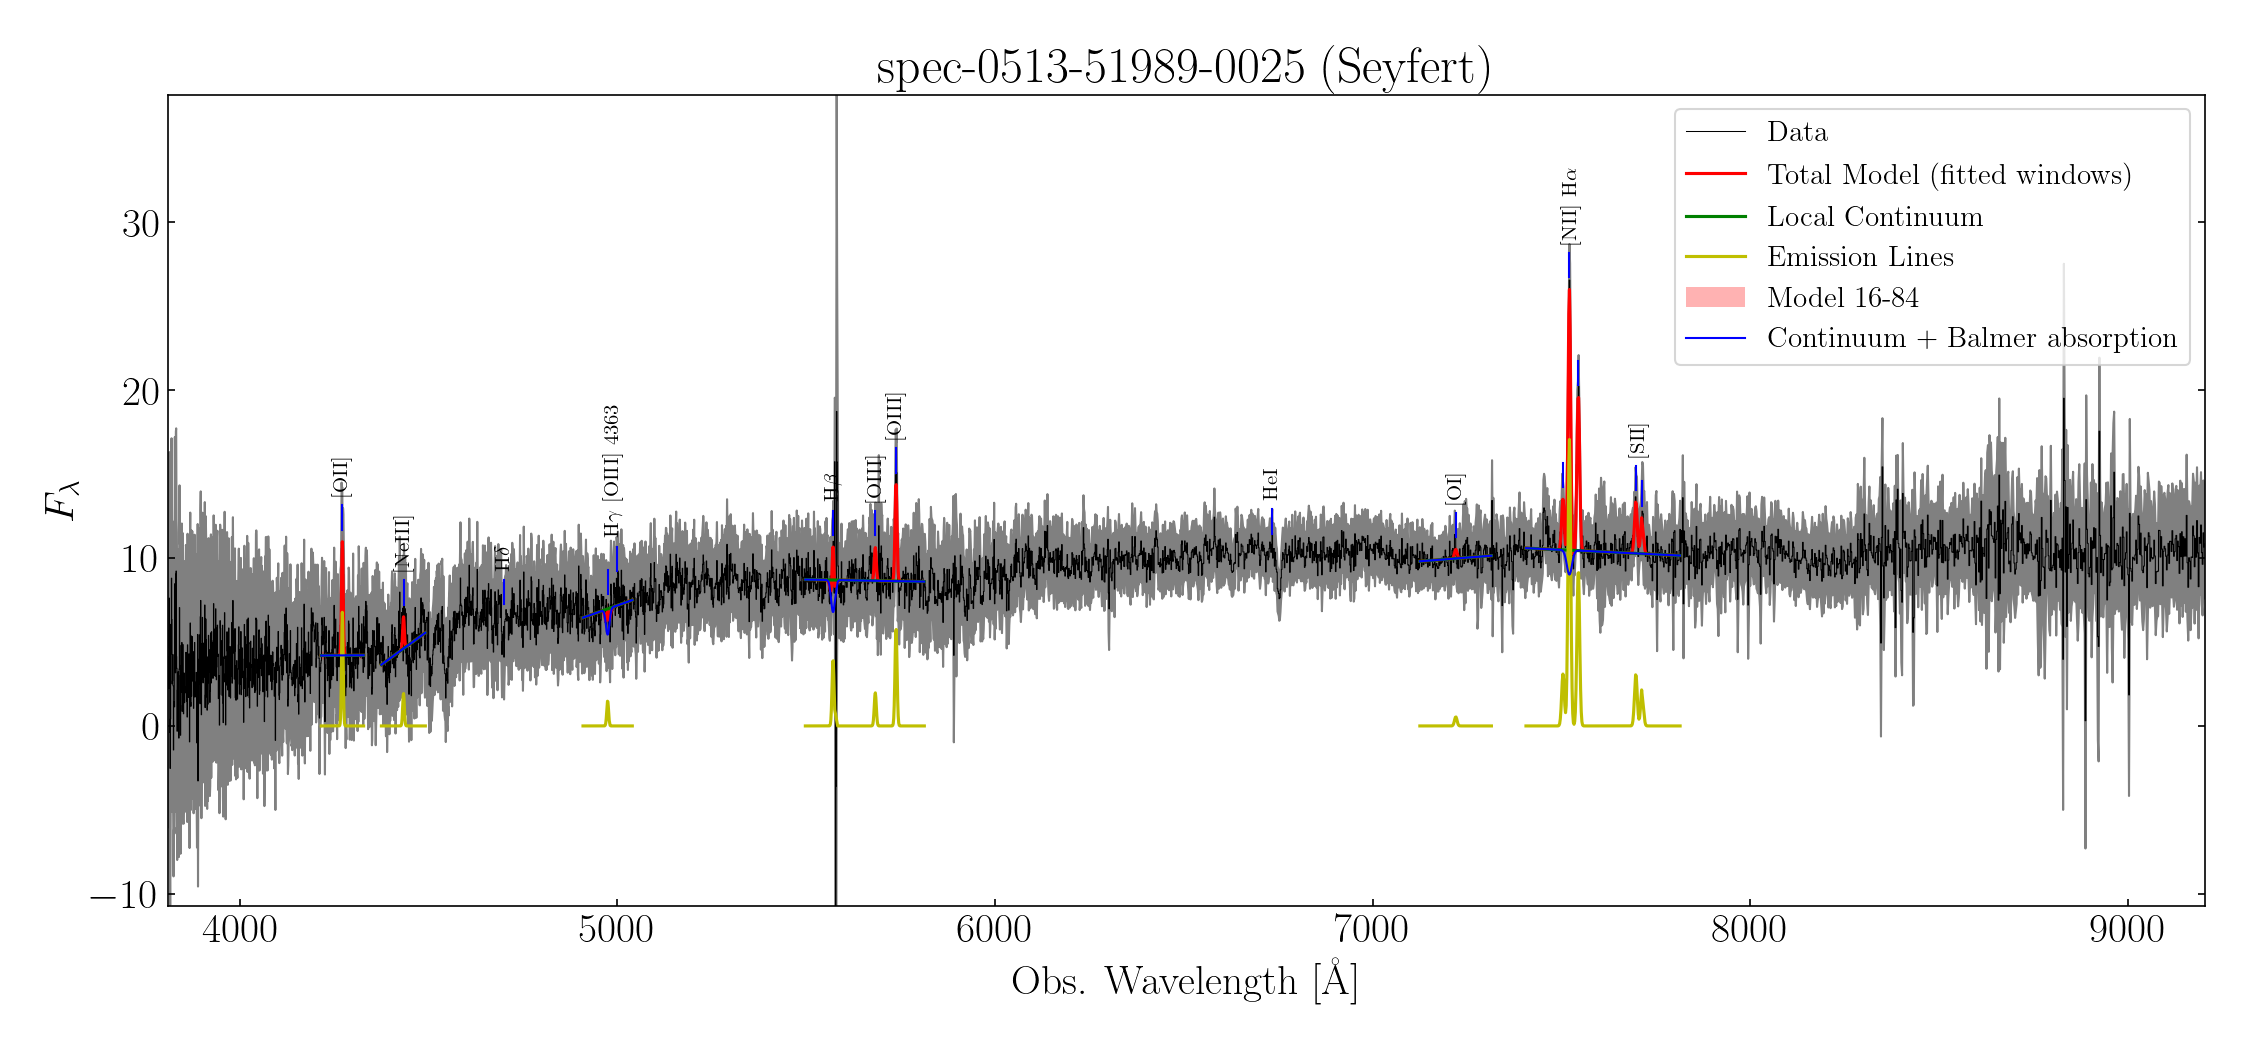 spec-0513-51989-0025 (Seyfert)
Data
Total Model (fitted windows)
Local Continuum
Emission Lines
Model 16-84
Continuum + Balmer absorption
[OII]
[NeIII]
Hδ
Hγ [OIII] 4363
Hβ
[OIII]
[OIII]
HeI
[OI]
[NII] Hα
[SII]
30
20
10
0
−10
F_λ
4000
5000
6000
7000
8000
9000
Obs. Wavelength [Å]